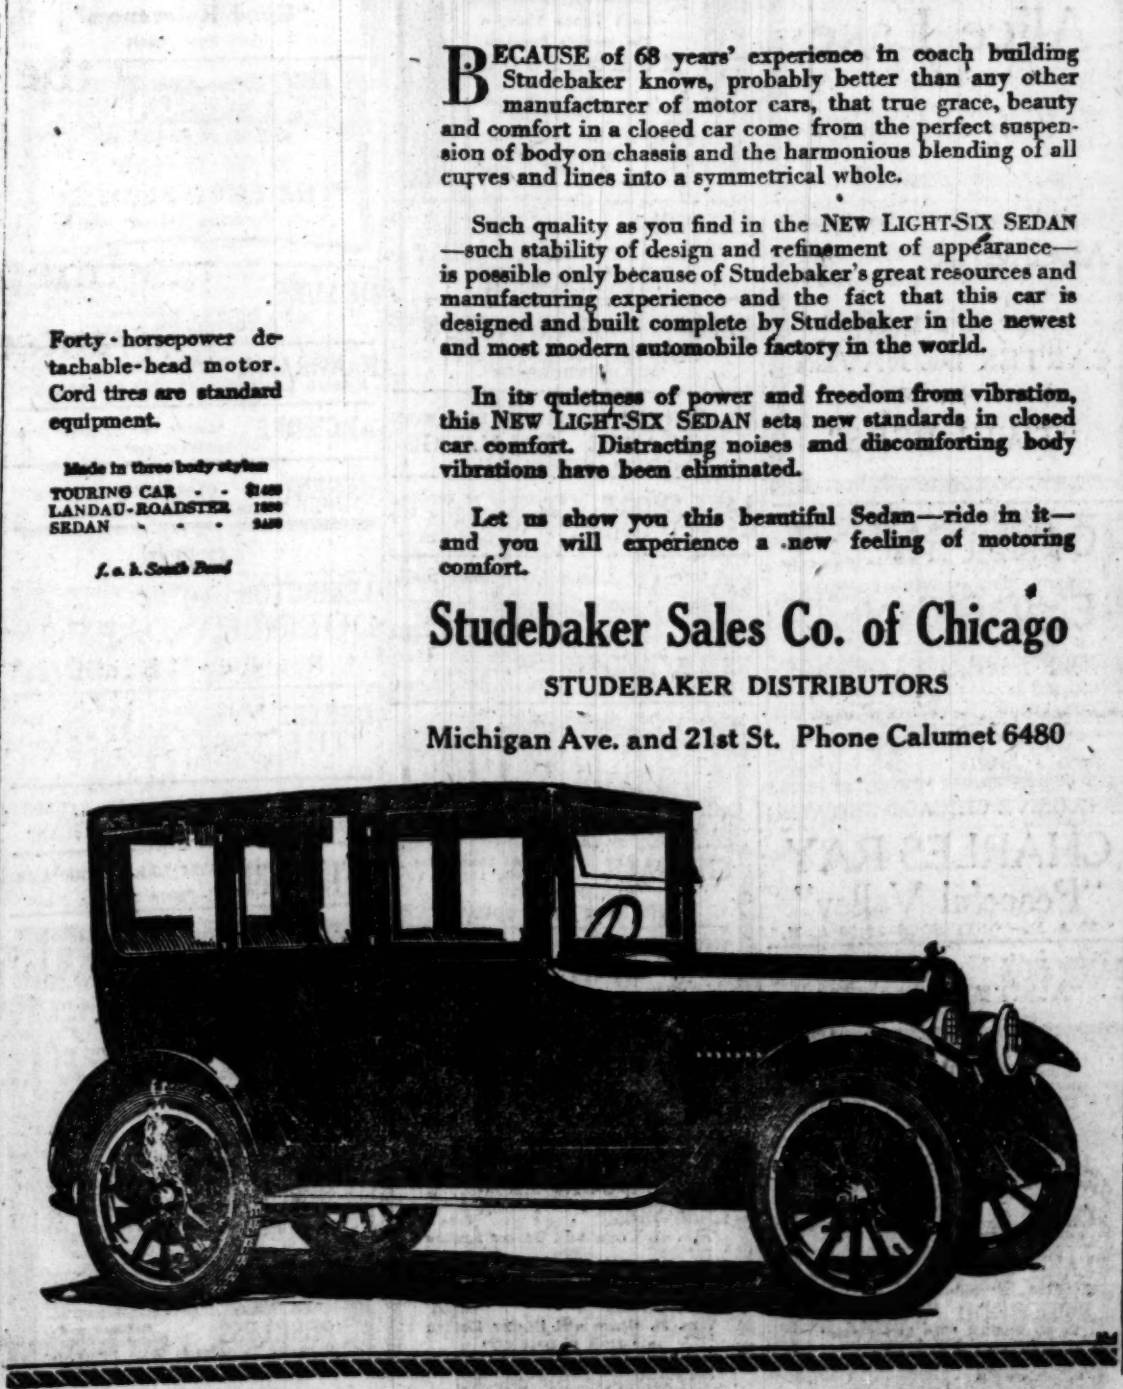 BECAUSE of 68 years' experience in coach building
Studebaker knows, probably better than any other
manufacturer of motor cars, that true grace, beauty
and comfort in a closed car come from the perfect suspen-
sion of body on chassis and the harmonious blending of all
curves and lines into a symmetrical whole.
Such quality as you find in the NEW LIGHT-SIX SEDAN
—such stability of design and refinement of appearance—
is possible only because of Studebaker's great resources and
manufacturing experience and the fact that this car is
designed and built complete by Studebaker in the newest
and most modern automobile factory in the world.
In its quietness of power and freedom from vibration,
this NEW LIGHT-SIX SEDAN sets new standards in closed
car comfort. Distracting noises and discomforting body
vibrations have been eliminated.
Let us show you this beautiful Sedan—ride in it—
and you will experience a new feeling of motoring
comfort.
Forty-horsepower de-
tachable-head motor.
Cord tires are standard
equipment.
Made in three body styles:
TOURING CAR - -
LANDAU-ROADSTER
SEDAN - - -
f. o. b. South Bend
Studebaker Sales Co. of Chicago
STUDEBAKER DISTRIBUTORS
Michigan Ave. and 21st St. Phone Calumet 6480